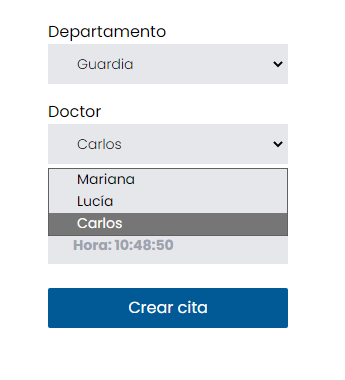 Departamento
Guardia
Doctor
Carlos
Mariana
Lucía
Carlos
Hora: 10:48:50
Crear cita